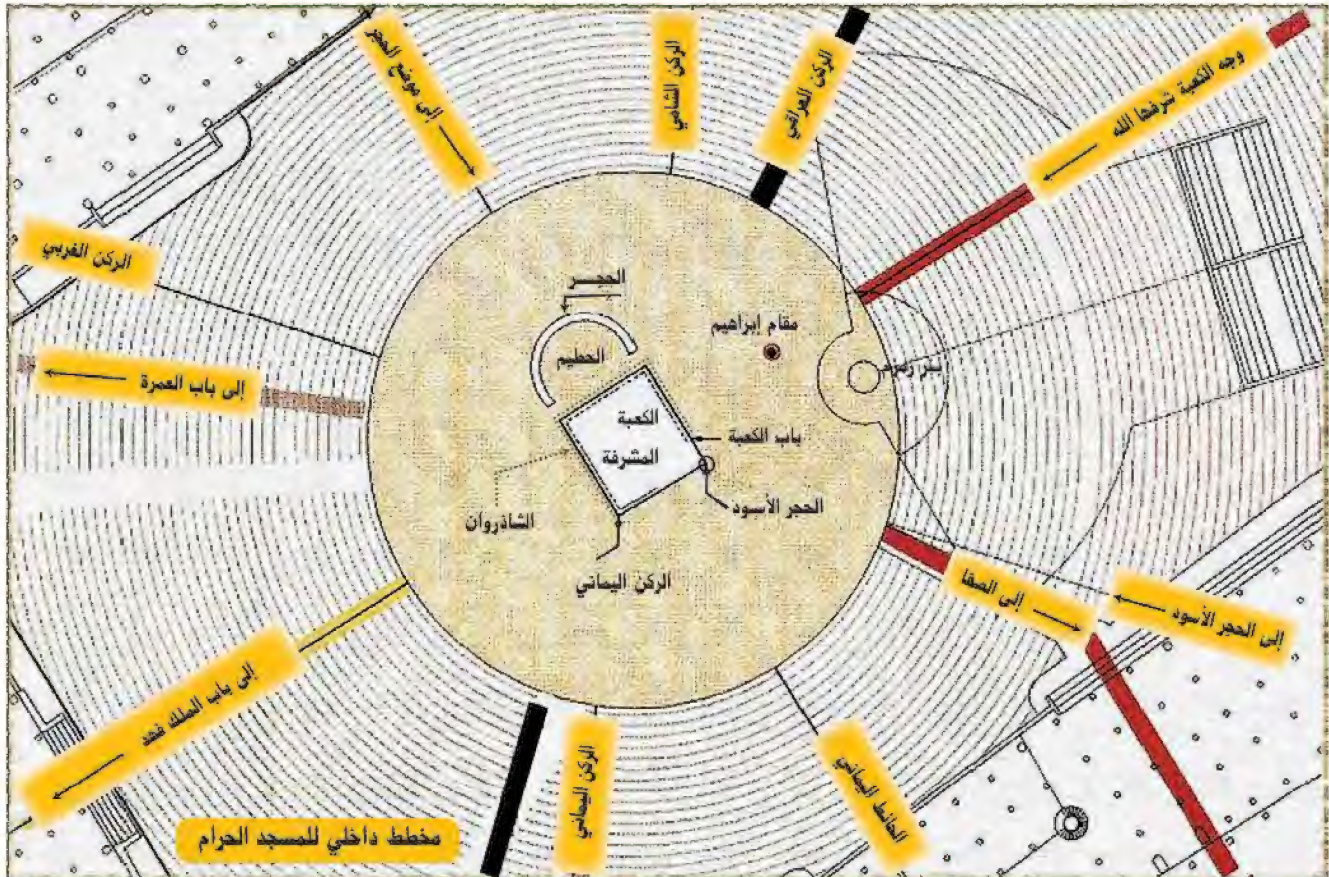 وجه الكعبة شرفها الله
الركن العراقي
الركن الشامي
إلى موضع الحجر
الركن الغربي
إلى باب العمرة
الحجر
الحطيم
مقام إبراهيم
بئر زمزم
الكعبة
المشرفة
باب الكعبة
الحجر الأسود
الشاذروان
الركن اليماني
إلى الصفا
إلى الحجر الأسود
إلى باب الملك فهد
الركن اليماني
الحائط اليماني
مخطط داخلي للمسجد الحرام